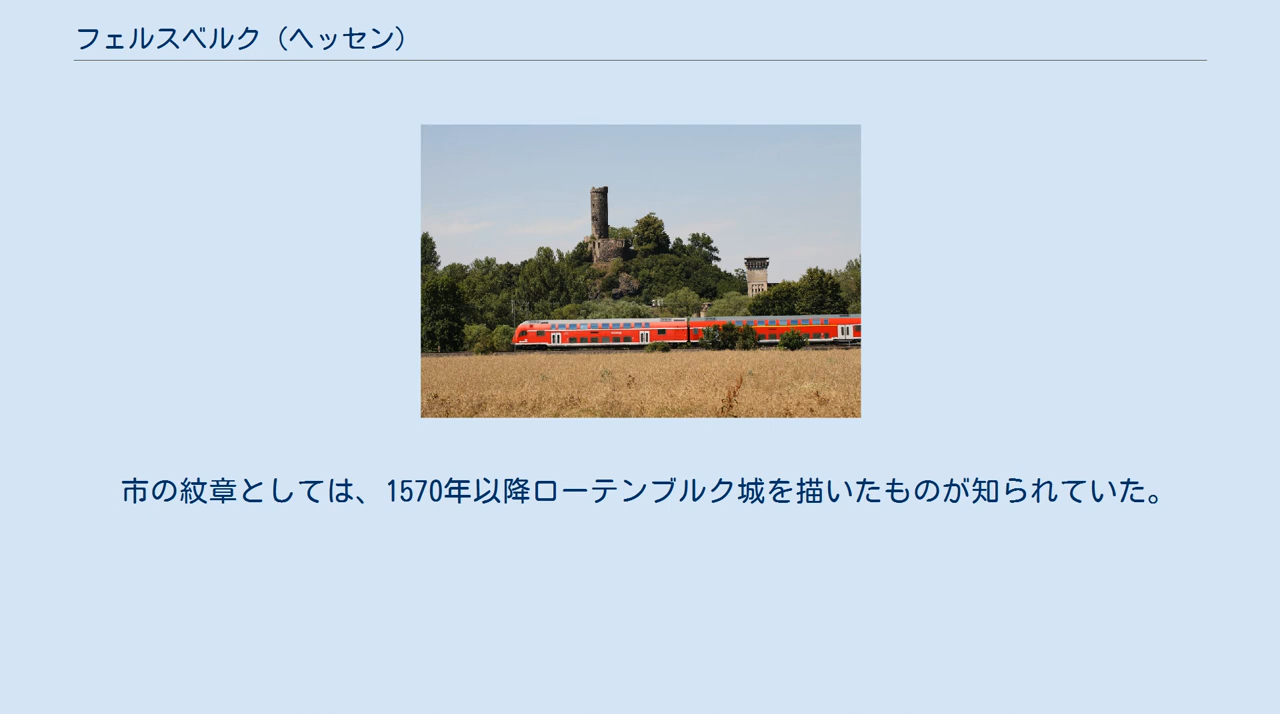 フェルスベルク（ヘッセン）
市の紋章としては、1570年以降ローテンブルク城を描いたものが知られていた。